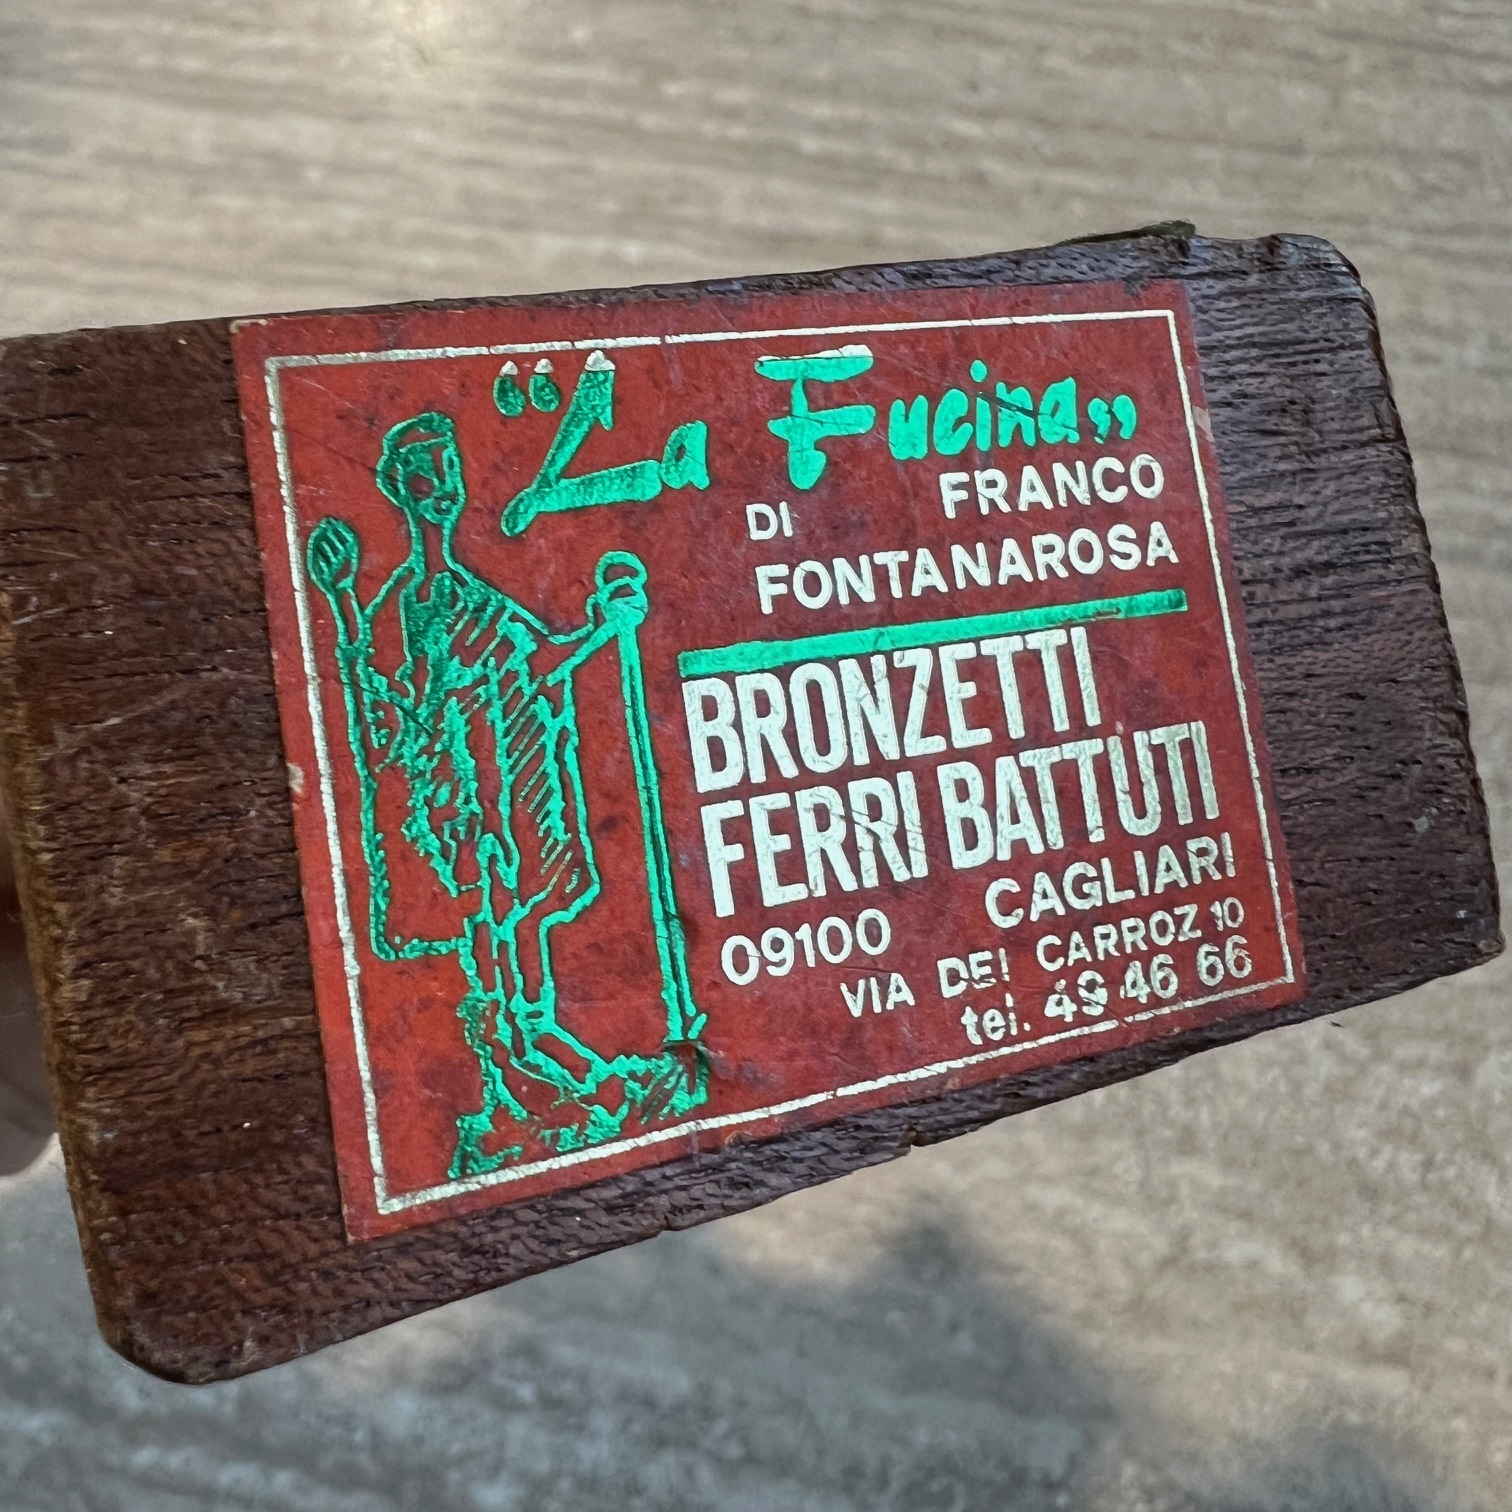 “La Fucina„
DI FRANCO
FONTANAROSA
BRONZETTI
FERRI BATTUTI
09100 CAGLIARI
VIA DEI CARROZ 10
tel. 49 46 66